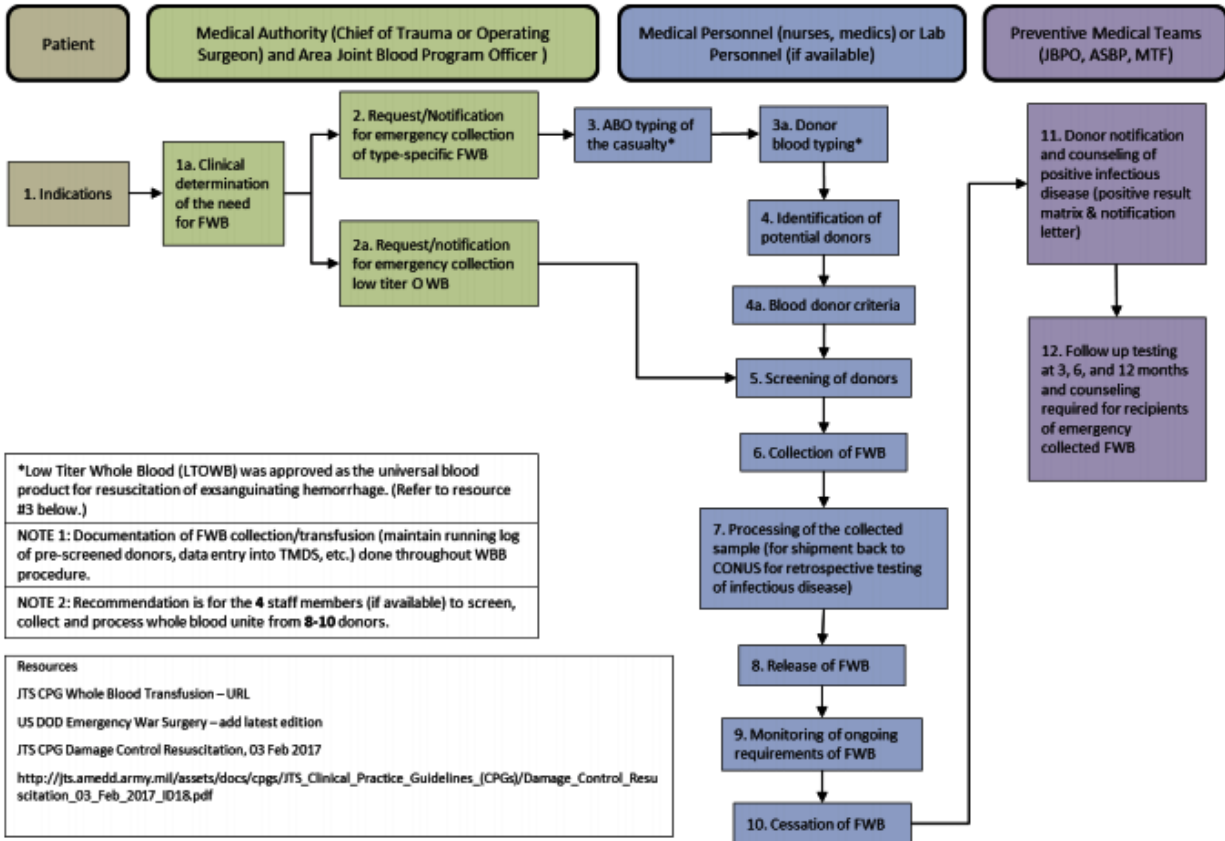 Patient
Medical Authority (Chief of Trauma or Operating
Surgeon) and Area Joint Blood Program Officer )
Medical Personnel (nurses, medics) or Lab
Personnel (if available)
Preventive Medical Teams
(JBPO, ASBP, MTF)
1. Indications
1a. Clinical
determination
of the need
for FWB
2. Request/Notification
for emergency collection
of type-specific FWB
2a. Request/notification
for emergency collection
low titer O WB
3. ABO typing of
the casualty*
3a. Donor
blood typing*
4. Identification of
potential donors
4a. Blood donor criteria
5. Screening of donors
6. Collection of FWB
7. Processing of the collected
sample (for shipment back to
CONUS for retrospective testing
of infectious disease)
8. Release of FWB
9. Monitoring of ongoing
requirements of FWB
10. Cessation of FWB
11. Donor notification
and counseling of
positive infectious
disease (positive result
matrix & notification
letter)
12. Follow up testing
at 3, 6, and 12 months
and counseling
required for recipients
of emergency
collected FWB
*Low Titer Whole Blood (LTOWB) was approved as the universal blood
product for resuscitation of exsanguinating hemorrhage. (Refer to resource
#3 below.)
NOTE 1: Documentation of FWB collection/transfusion (maintain running log
of pre-screened donors, data entry into TMDS, etc.) done throughout WBB
procedure.
NOTE 2: Recommendation is for the 4 staff members (if available) to screen,
collect and process whole blood unite from 8-10 donors.
Resources
JTS CPG Whole Blood Transfusion – URL
US DOD Emergency War Surgery – add latest edition
JTS CPG Damage Control Resuscitation, 03 Feb 2017
http://jts.amedd.army.mil/assets/docs/cpgs/JTS_Clinical_Practice_Guidelines_(CPGs)/Damage_Control_Resu
scitation_03_Feb_2017_ID18.pdf